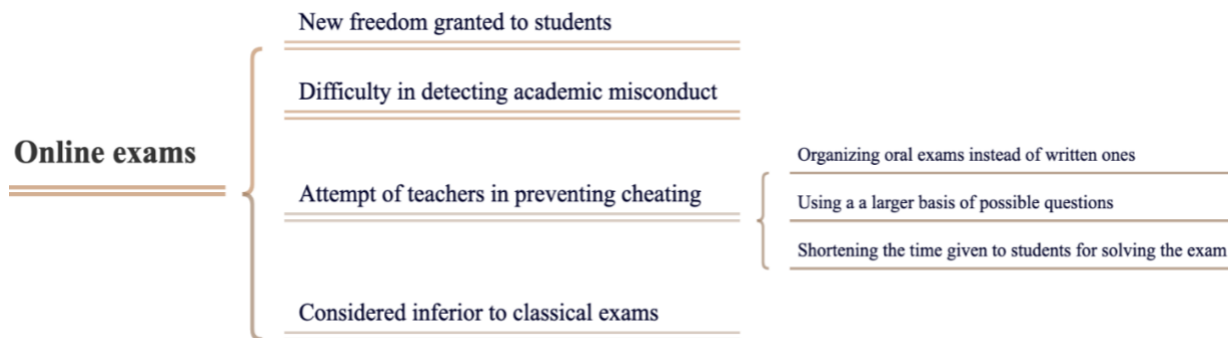 Online exams
New freedom granted to students
Difficulty in detecting academic misconduct
Attempt of teachers in preventing cheating
Organizing oral exams instead of written ones
Using a a larger basis of possible questions
Shortening the time given to students for solving the exam
Considered inferior to classical exams